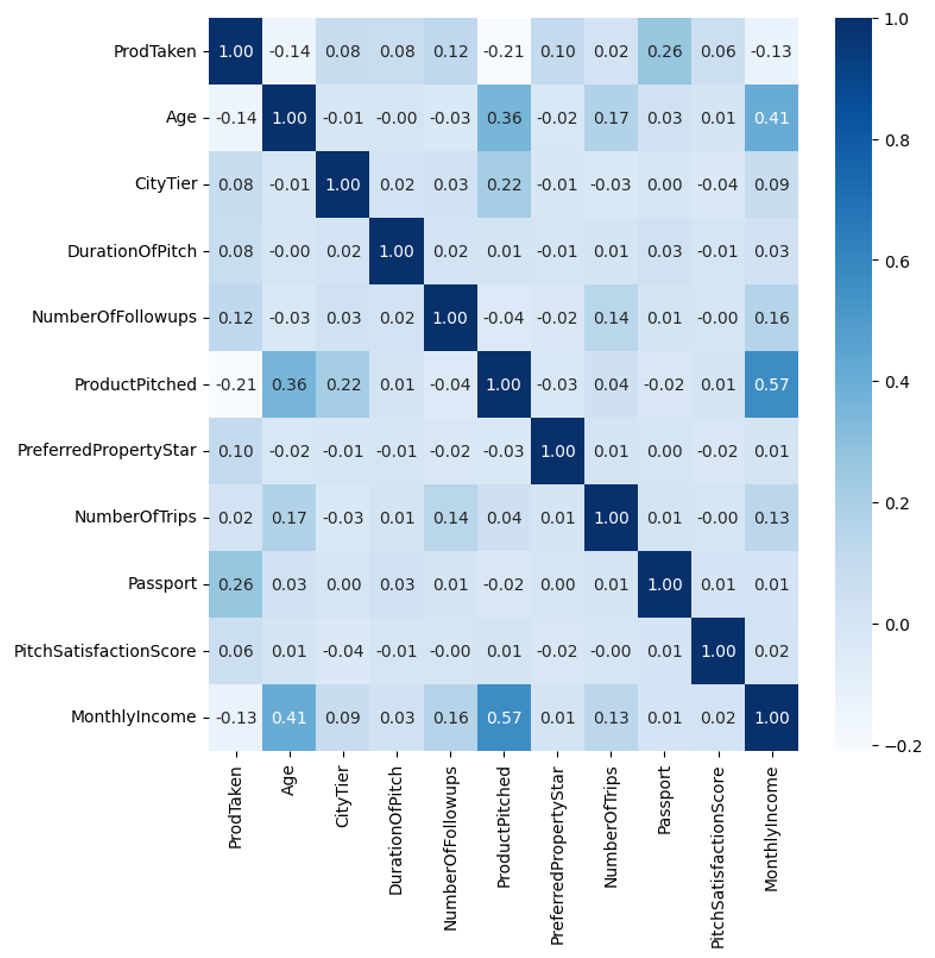 ProdTaken 1.00 -0.14 0.08 0.08 0.12 -0.21 0.10 0.02 0.26 0.06 -0.13
Age -0.14 1.00 -0.01 -0.00 -0.03 0.36 -0.02 0.17 0.03 0.01 0.41
CityTier 0.08 -0.01 1.00 0.02 0.03 0.22 -0.01 -0.03 0.00 -0.04 0.09
DurationOfPitch 0.08 -0.00 0.02 1.00 0.02 0.01 -0.01 0.01 0.03 -0.01 0.03
NumberOfFollowups 0.12 -0.03 0.03 0.02 1.00 -0.04 -0.02 0.14 0.01 -0.00 0.16
ProductPitched -0.21 0.36 0.22 0.01 -0.04 1.00 -0.03 0.04 -0.02 0.01 0.57
PreferredPropertyStar 0.10 -0.02 -0.01 -0.01 -0.02 -0.03 1.00 0.01 0.00 -0.02 0.01
NumberOfTrips 0.02 0.17 -0.03 0.01 0.14 0.04 0.01 1.00 0.01 -0.00 0.13
Passport 0.26 0.03 0.00 0.03 0.01 -0.02 0.00 0.01 1.00 0.01 0.01
PitchSatisfactionScore 0.06 0.01 -0.04 -0.01 -0.00 0.01 -0.02 -0.00 0.01 1.00 0.02
MonthlyIncome -0.13 0.41 0.09 0.03 0.16 0.57 0.01 0.13 0.01 0.02 1.00
ProdTaken
Age
CityTier
DurationOfPitch
NumberOfFollowups
ProductPitched
PreferredPropertyStar
NumberOfTrips
Passport
PitchSatisfactionScore
MonthlyIncome
1.0
0.8
0.6
0.4
0.2
0.0
−0.2